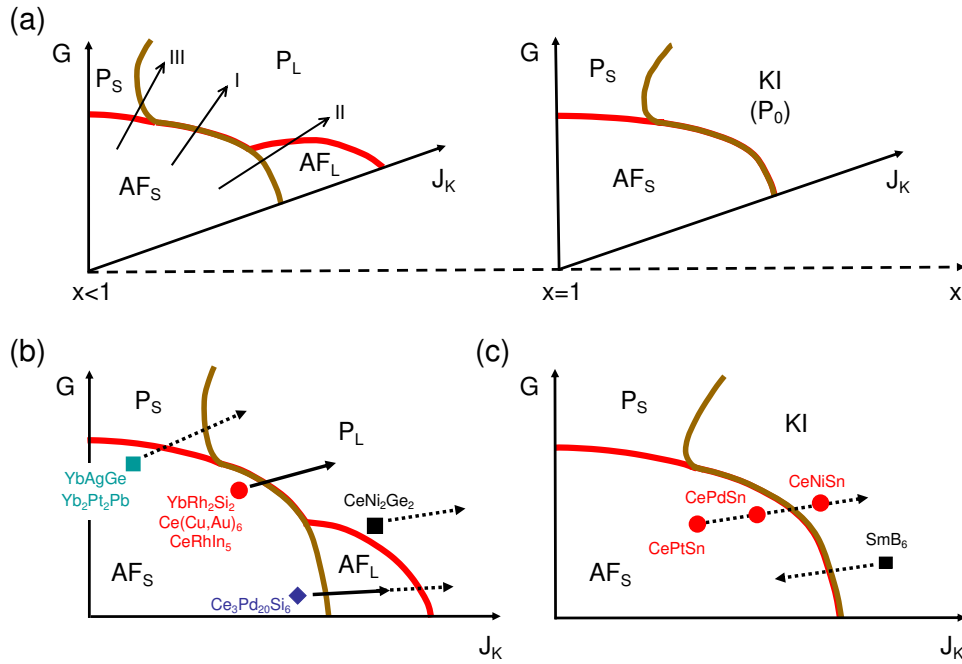 (a)
G
P_S
III
I
P_L
II
AF_S
AF_L
J_K
x<1
G
P_S
KI
(P_0)
AF_S
J_K
x=1
x
(b)
G
P_S
P_L
YbAgGe
Yb₂Pt₂Pb
YbRh₂Si₂
Ce(Cu,Au)₆
CeRhIn₅
CeNi₂Ge₂
AF_S
AF_L
Ce₃Pd₂₀Si₆
J_K
(c)
G
P_S
KI
CePdSn
CeNiSn
CePtSn
SmB₆
AF_S
J_K